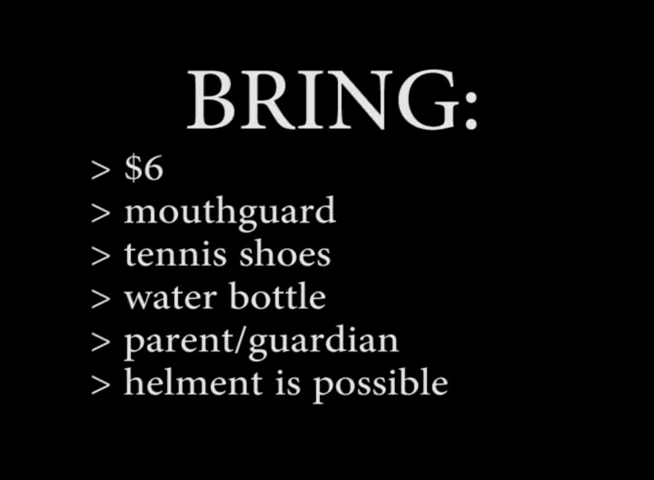 BRING:
> $6
> mouthguard
> tennis shoes
> water bottle
> parent/guardian
> helment is possible